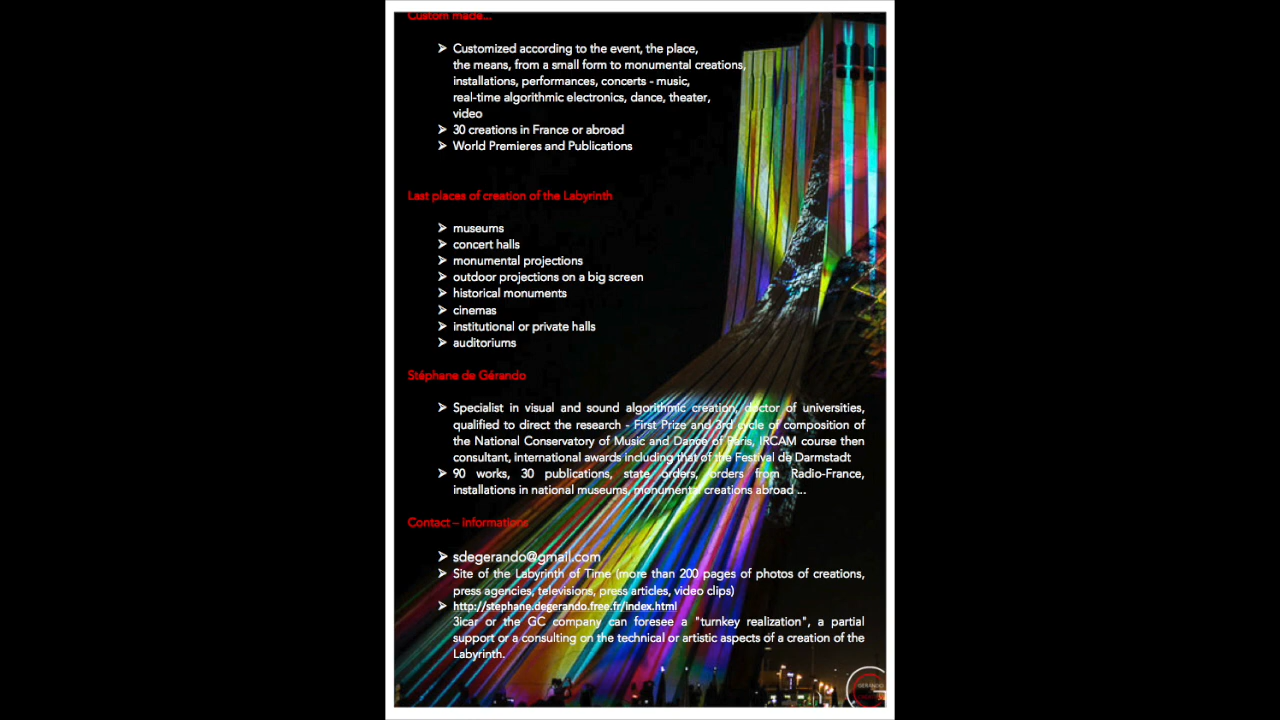 Custom made...
➢ Customized according to the event, the place,
the means, from a small form to monumental creations,
installations, performances, concerts - music,
real-time algorithmic electronics, dance, theater,
video
➢ 30 creations in France or abroad
➢ World Premieres and Publications
Last places of creation of the Labyrinth
➢ museums
➢ concert halls
➢ monumental projections
➢ outdoor projections on a big screen
➢ historical monuments
➢ cinemas
➢ institutional or private halls
➢ auditoriums
Stéphane de Gérando
➢ Specialist in visual and sound algorithmic creation, doctor of universities,
qualified to direct the research - First Prize and 3rd cycle of composition of
the National Conservatory of Music and Dance of Paris, IRCAM course then
consultant, international awards including that of the Festival de Darmstadt
➢ 90 works, 30 publications, state orders, orders from Radio-France,
installations in national museums, monumental creations abroad ...
Contact – informations
➢ sdegerando@gmail.com
➢ Site of the Labyrinth of Time (more than 200 pages of photos of creations,
press agencies, televisions, press articles, video clips)
➢ http://stephane.degerando.free.fr/index.html
3icar or the GC company can foresee a "turnkey realization", a partial
support or a consulting on the technical or artistic aspects of a creation of the
Labyrinth.
GERANDO